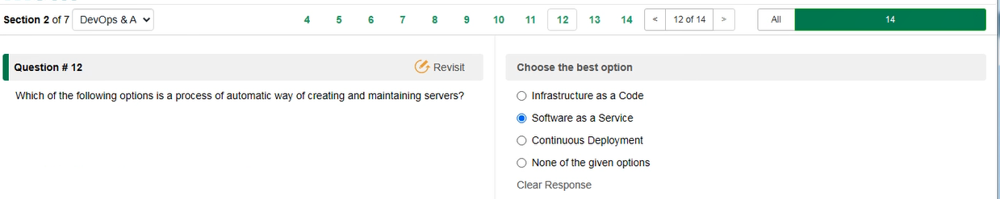 Section 2 of 7 DevOps & A 4 5 6 7 8 9 10 11 12 13 14 < 12 of 14 > All 14
Question # 12
Revisit
Which of the following options is a process of automatic way of creating and maintaining servers?
Choose the best option
Infrastructure as a Code
Software as a Service
Continuous Deployment
None of the given options
Clear Response